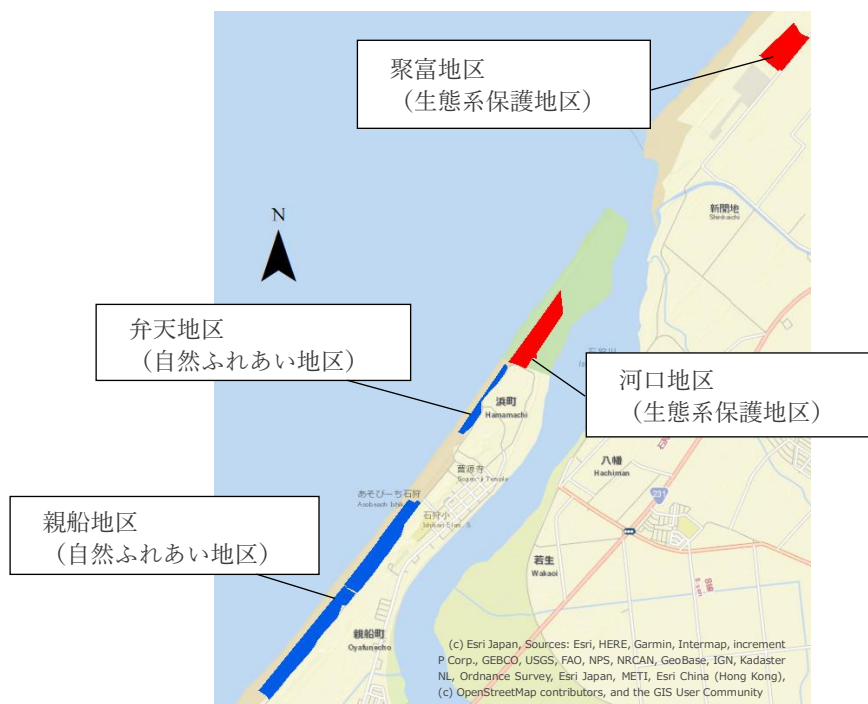 聚富地区
（生態系保護地区）
新開地
Shinkaichi
N
弁天地区
（自然ふれあい地区）
河口地区
（生態系保護地区）
浜町
Hamamachi
八幡
Hachiman
231
あそびーち石狩
石狩小
親船地区
（自然ふれあい地区）
若生
Wakaoi
親船町
Oyafunecho
(c) Esri Japan, Sources: Esri, HERE, Garmin, Intermap, increment
P Corp., GEBCO, USGS, FAO, NPS, NRCAN, GeoBase, IGN, Kadaster
NL, Ordnance Survey, Esri Japan, METI, Esri China (Hong Kong),
(c) OpenStreetMap contributors, and the GIS User Community